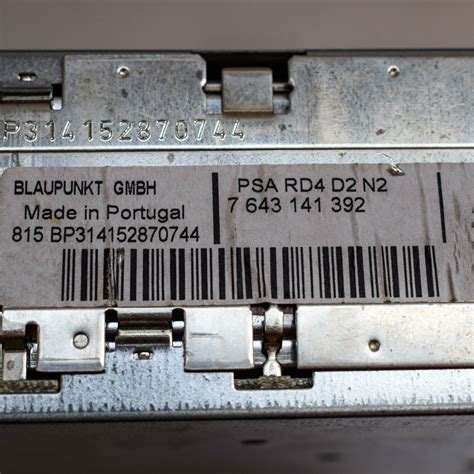 P314152870744
BLAUPUNKT GMBH
PSA RD4 D2 N2
Made in Portugal
7 643 141 392
815 BP314152870744